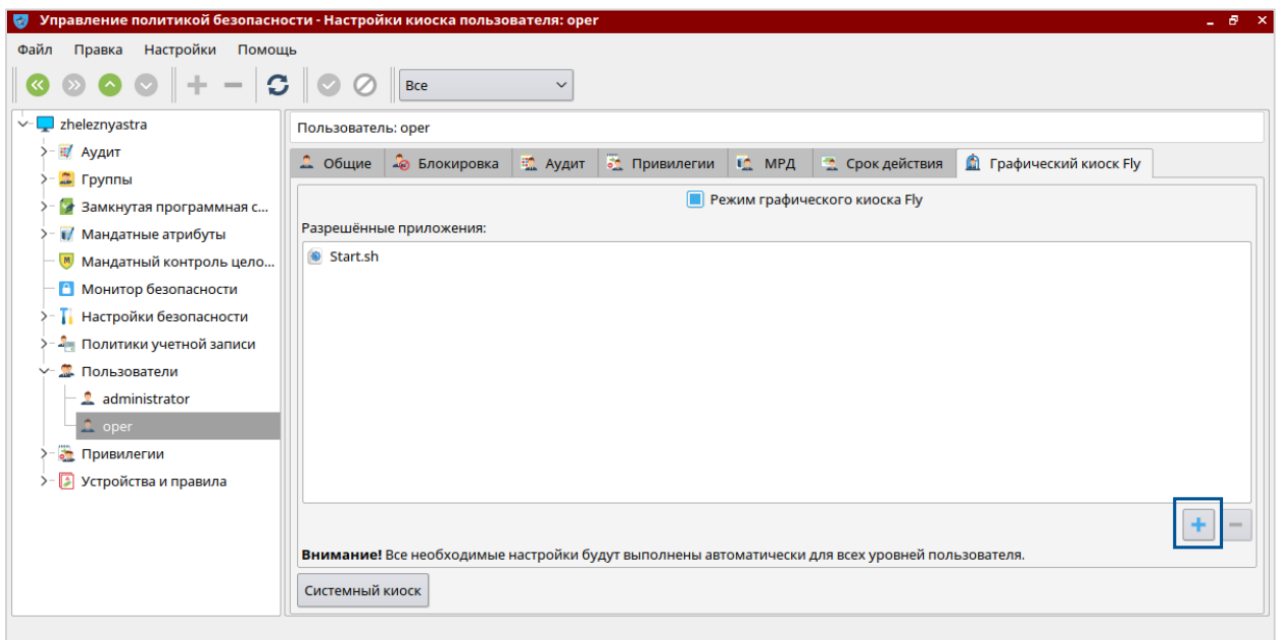 Управление политикой безопасности - Настройки киоска пользователя: oper
Файл Правка Настройки Помощь
Все
zheleznyastra
Аудит
Группы
Замкнутая программная с...
Мандатные атрибуты
Мандатный контроль цело...
Монитор безопасности
Настройки безопасности
Политики учетной записи
Пользователи
administrator
oper
Привилегии
Устройства и правила
Пользователь: oper
Общие Блокировка Аудит Привилегии МРД Срок действия Графический киоск Fly
Режим графического киоска Fly
Разрешённые приложения:
Start.sh
Внимание! Все необходимые настройки будут выполнены автоматически для всех уровней пользователя.
Системный киоск